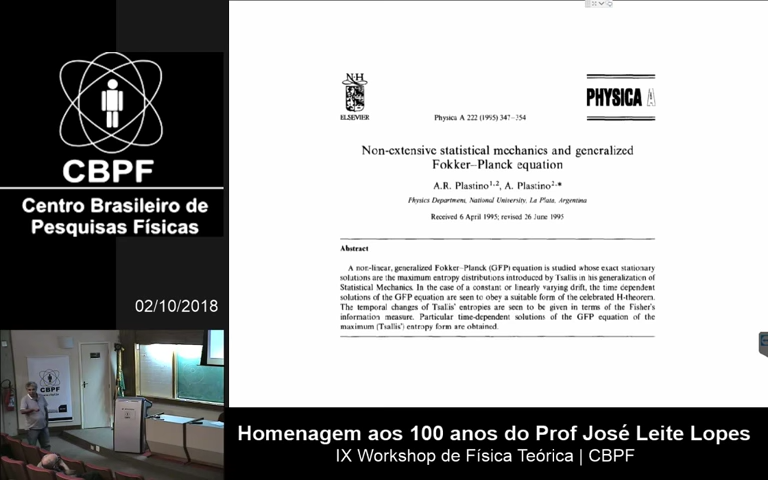 CBPF
Centro Brasileiro de
Pesquisas Físicas
02/10/2018
CBPF
N·H
ELSEVIER
Physica A 222 (1995) 347–354
PHYSICA A
Non-extensive statistical mechanics and generalized
Fokker–Planck equation
A.R. Plastino1,2, A. Plastino2,*
Physics Department, National University, La Plata, Argentina
Received 6 April 1995; revised 26 June 1995
Abstract
A non-linear, generalized Fokker–Planck (GFP) equation is studied whose exact stationary
solutions are the maximum entropy distributions introduced by Tsallis in his generalization of
Statistical Mechanics. In the case of a constant or linearly varying drift, the time dependent
solutions of the GFP equation are seen to obey a suitable form of the celebrated H-theorem.
The temporal changes of Tsallis' entropies are seen to be given in terms of the Fisher's
information measure. Particular time-dependent solutions of the GFP equation of the
maximum (Tsallis') entropy form are obtained.
Homenagem aos 100 anos do Prof José Leite Lopes
IX Workshop de Física Teórica | CBPF